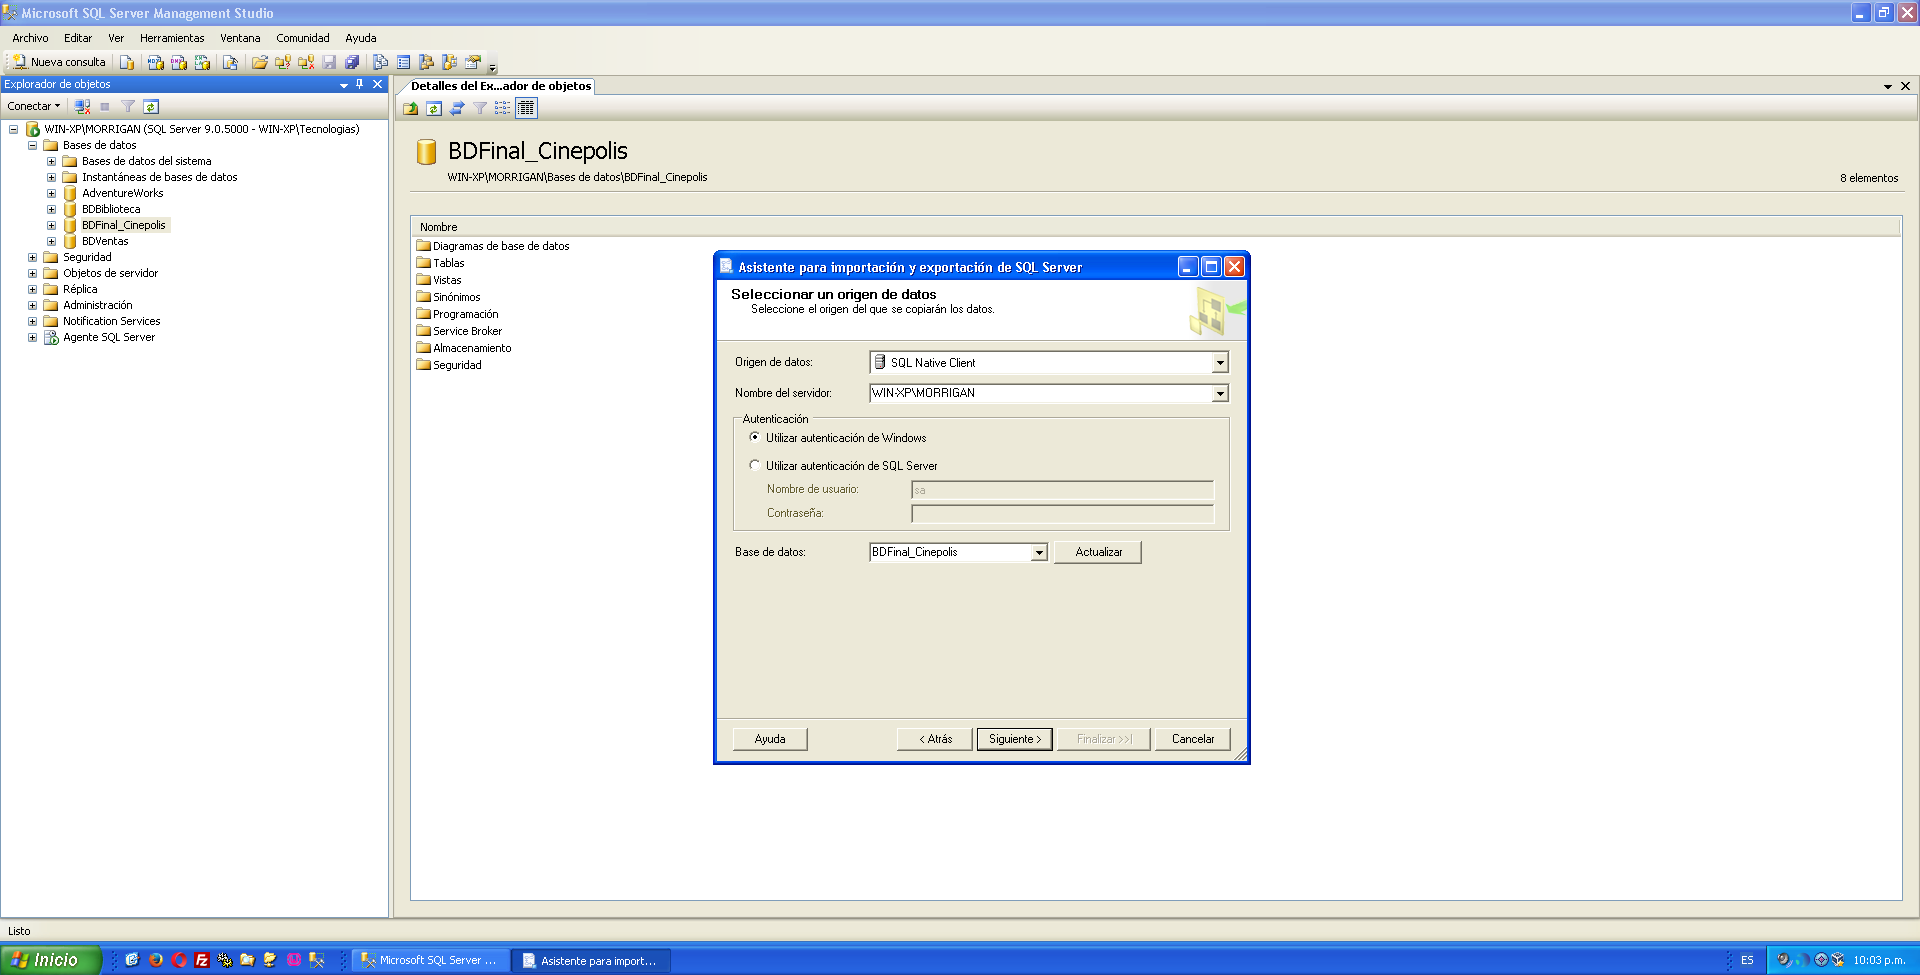 Microsoft SQL Server Management Studio
Archivo Editar Ver Herramientas Ventana Comunidad Ayuda
Nueva consulta
Explorador de objetos
Conectar
WIN-XP\MORRIGAN (SQL Server 9.0.5000 - WIN-XP\Tecnologias)
Bases de datos
Bases de datos del sistema
Instantáneas de bases de datos
AdventureWorks
BDBiblioteca
BDFinal_Cinepolis
BDVentas
Seguridad
Objetos de servidor
Réplica
Administración
Notification Services
Agente SQL Server
Detalles del Ex...ador de objetos
BDFinal_Cinepolis
WIN-XP\MORRIGAN\Bases de datos\BDFinal_Cinepolis
8 elementos
Nombre
Diagramas de base de datos
Tablas
Vistas
Sinónimos
Programación
Service Broker
Almacenamiento
Seguridad
Asistente para importación y exportación de SQL Server
Seleccionar un origen de datos
Seleccione el origen del que se copiarán los datos.
Origen de datos: SQL Native Client
Nombre del servidor: WIN-XP\MORRIGAN
Autenticación
Utilizar autenticación de Windows
Utilizar autenticación de SQL Server
Nombre de usuario: sa
Contraseña:
Base de datos: BDFinal_Cinepolis Actualizar
Ayuda < Atrás Siguiente > Finalizar >>| Cancelar
Listo
Inicio Microsoft SQL Server ... Asistente para import... ES 10:03 p.m.